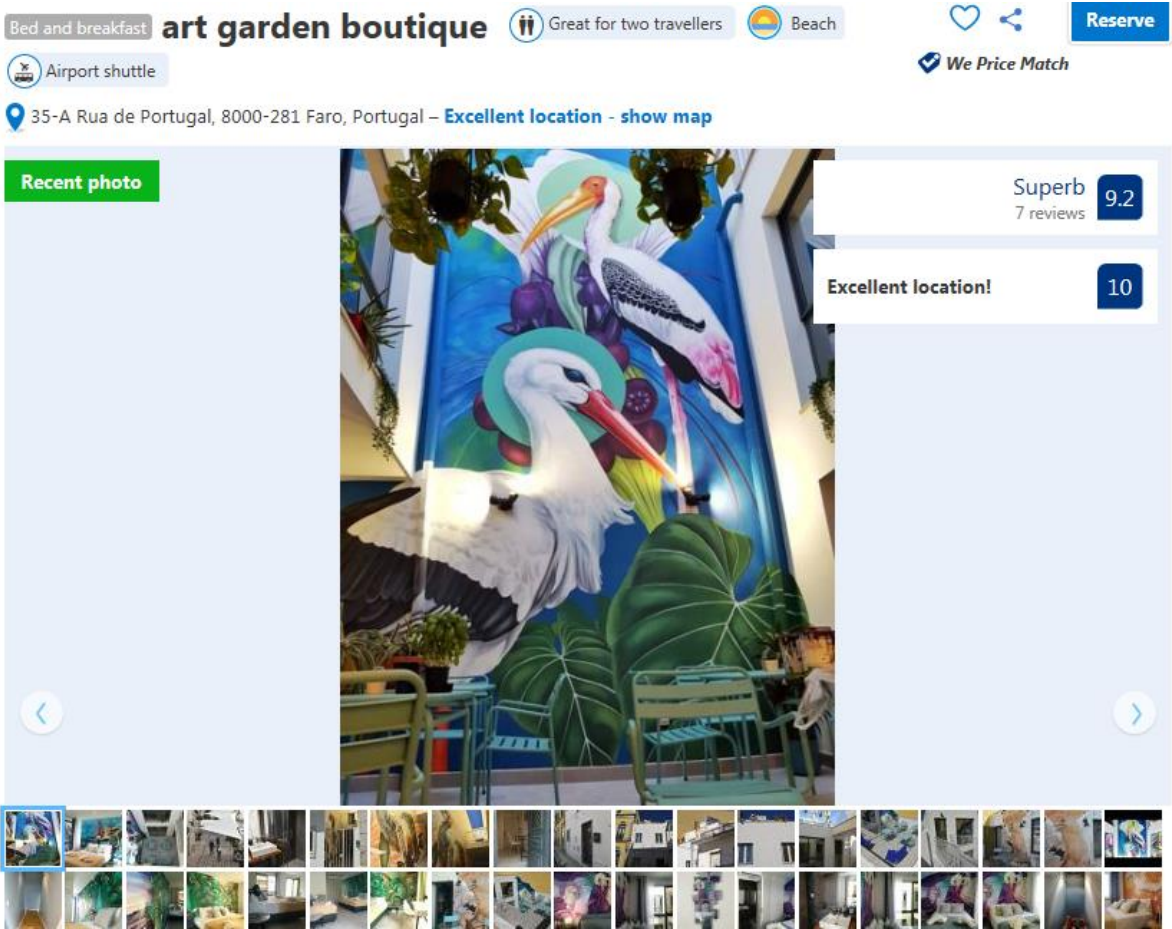 Bed and breakfast art garden boutique Great for two travellers Beach
Reserve
Airport shuttle
We Price Match
35-A Rua de Portugal, 8000-281 Faro, Portugal – Excellent location - show map
Recent photo
Superb
7 reviews
9.2
Excellent location!
10